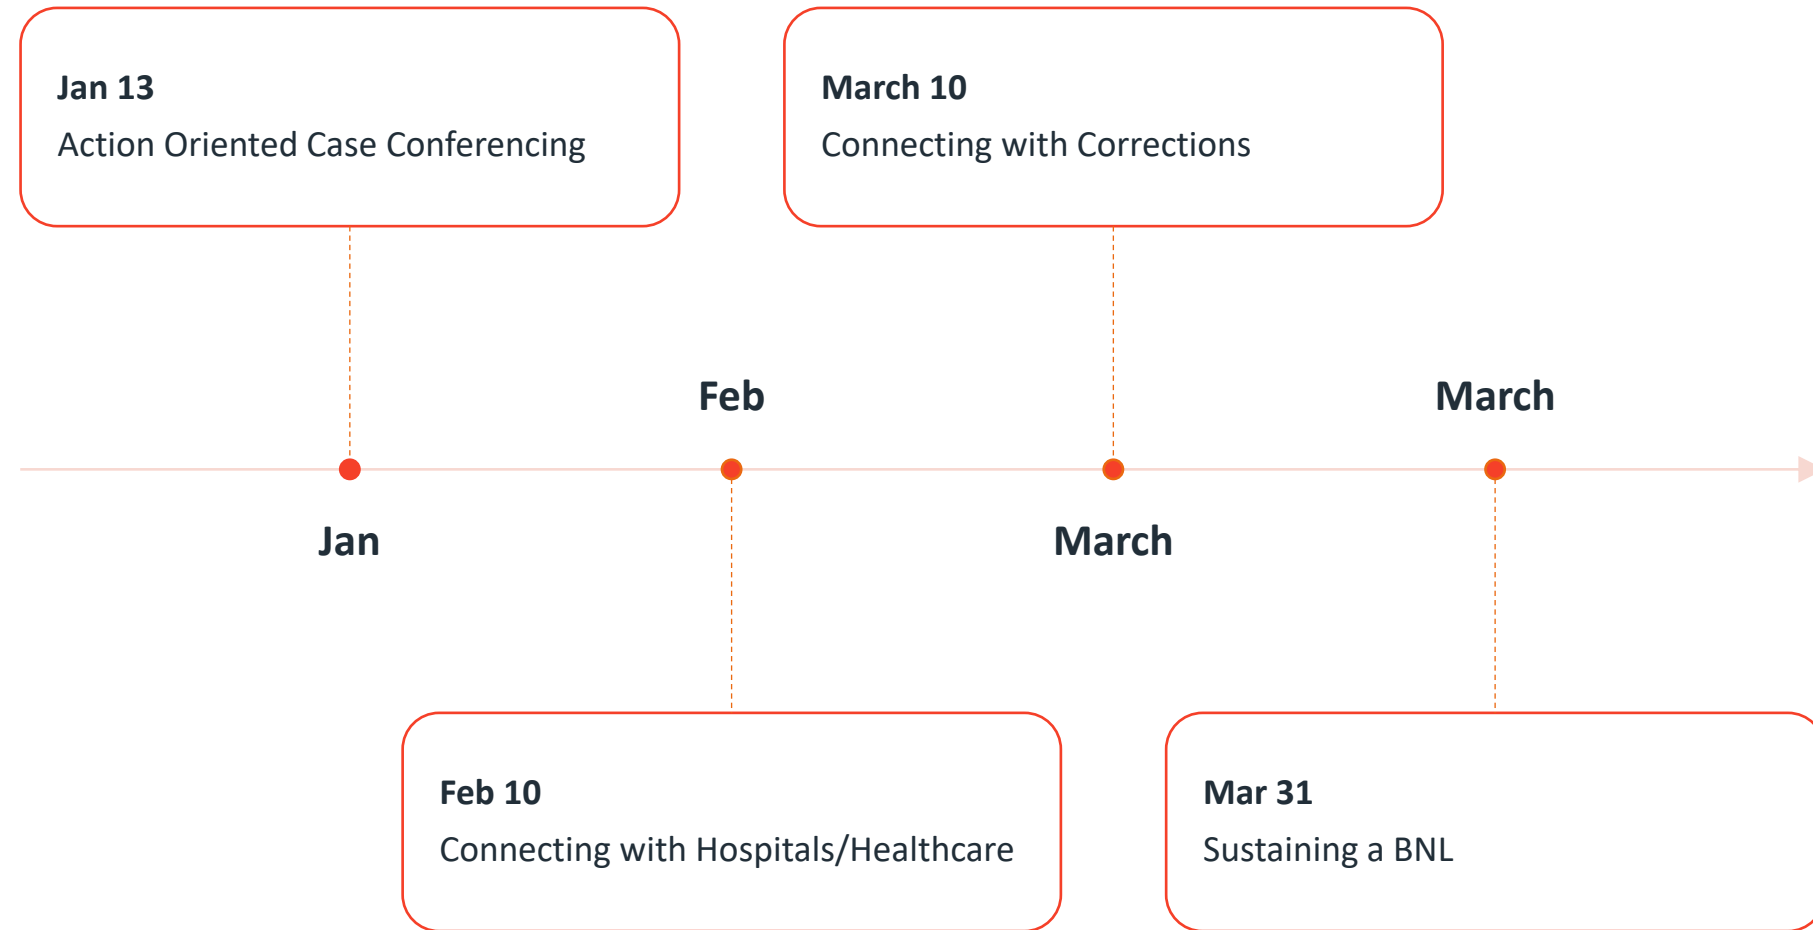 Jan 13
Action Oriented Case Conferencing
March 10
Connecting with Corrections
Feb
March
Jan
March
Feb 10
Connecting with Hospitals/Healthcare
Mar 31
Sustaining a BNL